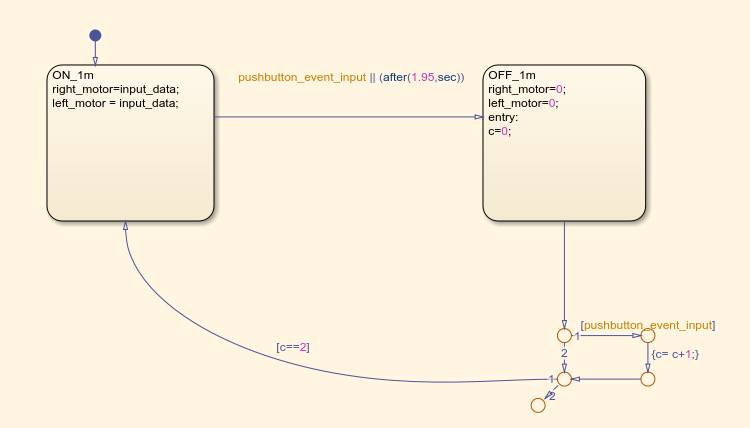 ON_1m
right_motor=input_data;
left_motor = input_data;
pushbutton_event_input || (after(1.95,sec))
OFF_1m
right_motor=0;
left_motor=0;
entry:
c=0;
[pushbutton_event_input]
1
2
{c= c+1;}
[c==2]
1
2